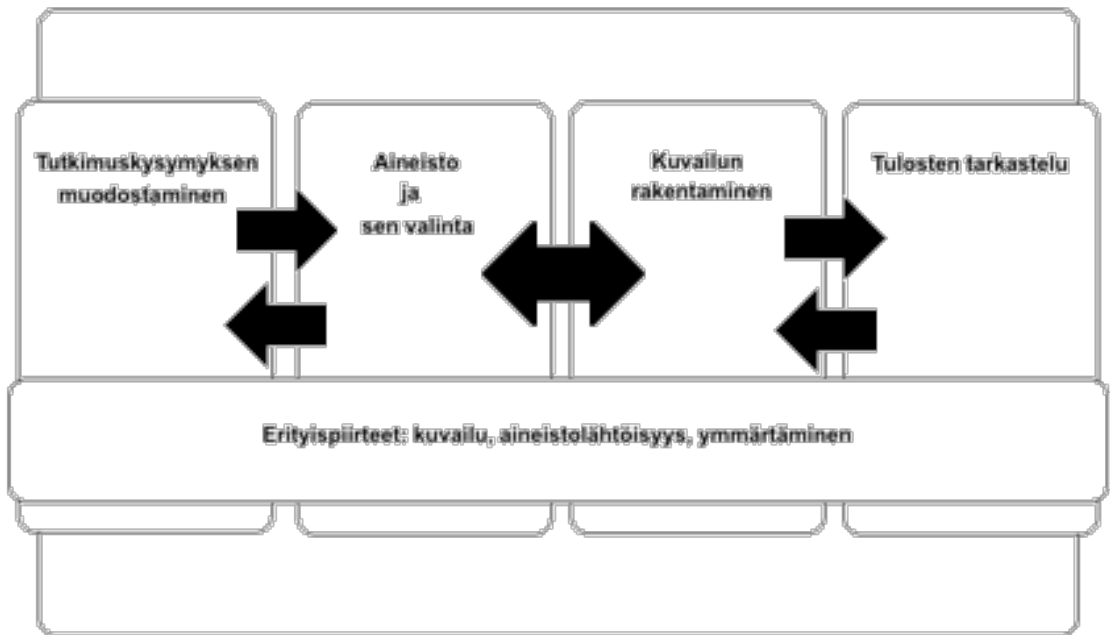 Tutkimuskysymyksen
muodostaminen
Aineisto
ja
sen valinta
Kuvailun
rakentaminen
Tulosten tarkastelu
Erityispiirteet: kuvailu, aineistolähtöisyys, ymmärtäminen